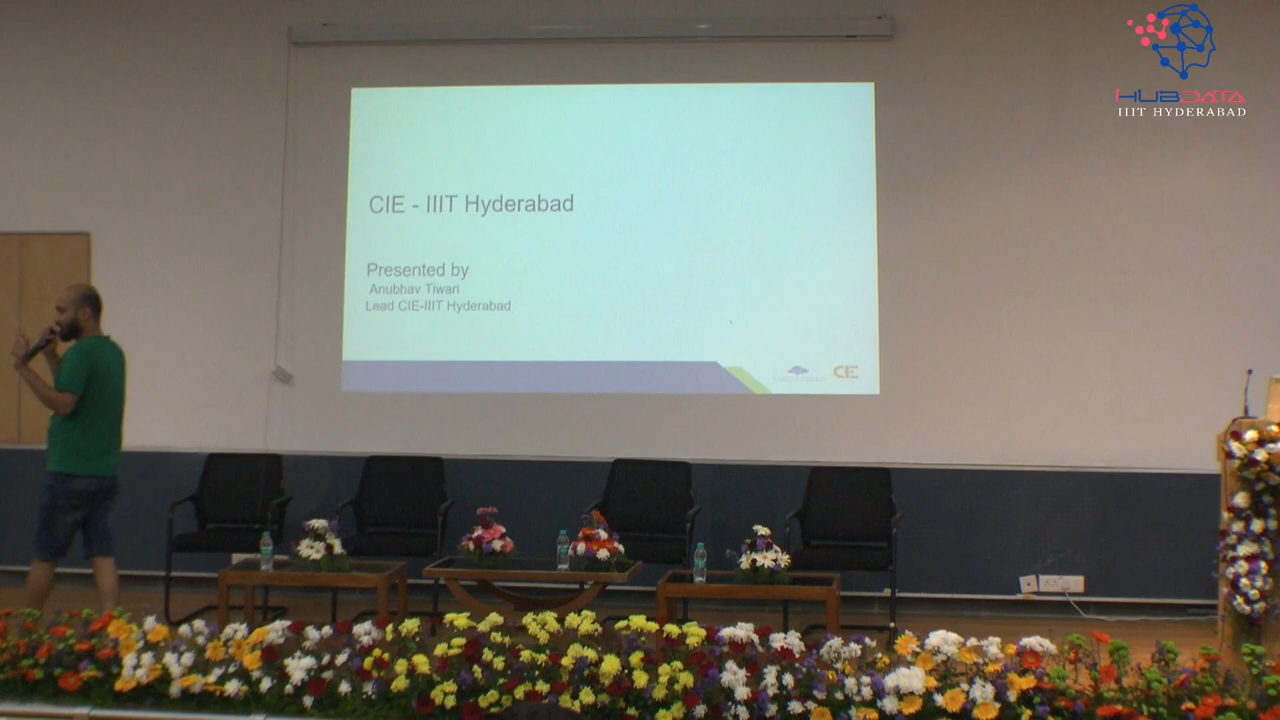 HUBDATA
IIIT HYDERABAD
CIE - IIIT Hyderabad
Presented by
Anubhav Tiwari
Lead CIE-IIIT Hyderabad
CIE